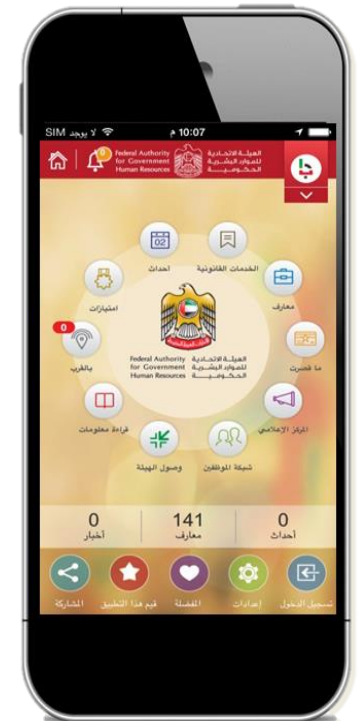 لا يوجد SIM
10:07 م
0
Federal Authority
for Government
Human Resources
الهيئة الاتحادية
للموارد البشرية
الحكومية
02
احداث
الخدمات القانونية
امتيازات
معارف
0
بالقرب
Federal Authority
for Government
Human Resources
الهيئة الاتحادية
للموارد البشرية
الحكومية
ما قصرت
قراءة معلومات
المركز الإعلامي
وصول الهيئة
شبكة الموظفين
0
أخبار
141
معارف
0
أحداث
المشاركة
قيم هذا التطبيق
المفضلة
إعدادات
تسجيل الدخول